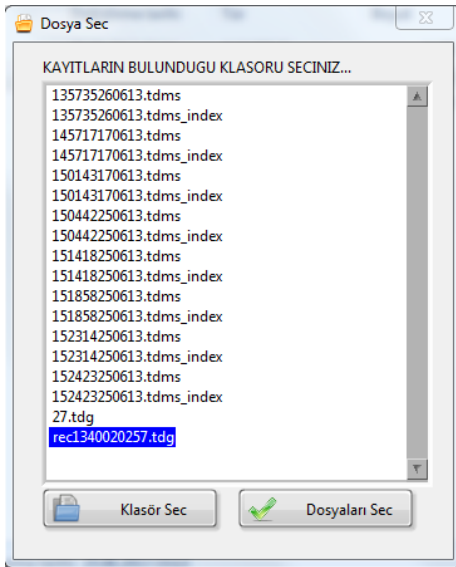 Dosya Sec
KAYITLARIN BULUNDUGU KLASORU SECINIZ...
135735260613.tdms
135735260613.tdms_index
145717170613.tdms
145717170613.tdms_index
150143170613.tdms
150143170613.tdms_index
150442250613.tdms
150442250613.tdms_index
151418250613.tdms
151418250613.tdms_index
151858250613.tdms
151858250613.tdms_index
152314250613.tdms
152314250613.tdms_index
152423250613.tdms
152423250613.tdms_index
27.tdg
rec1340020257.tdg
Klasör Sec
Dosyaları Sec